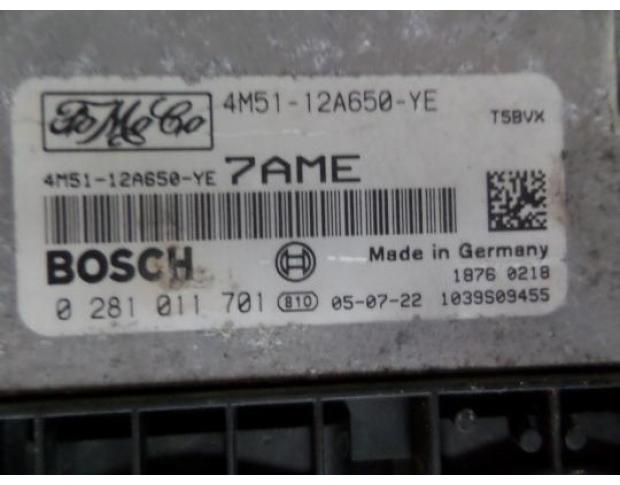 FoMoCo 4M51-12A650-YE T5BVX
4M51-12A650-YE 7AME
BOSCH Made in Germany
1876 0218
0 281 011 701 810 05-07-22 1039S09455